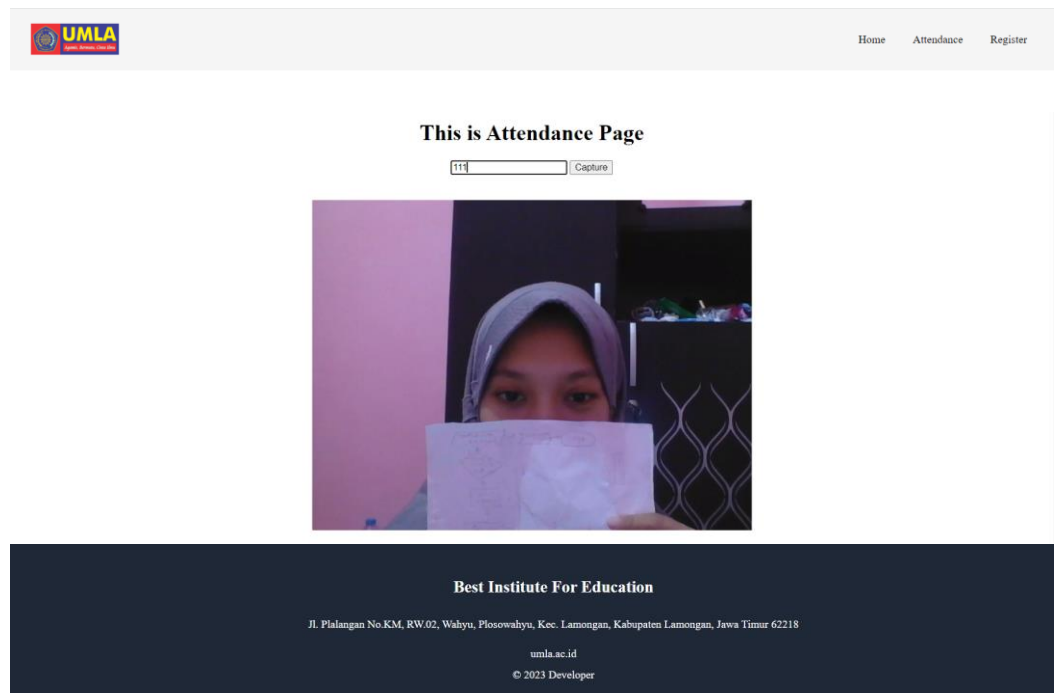 UMLA
Home Attendance Register
This is Attendance Page
111 Capture
Best Institute For Education
Jl. Plalangan No.KM, RW.02, Wahyu, Plosowahyu, Kec. Lamongan, Kabupaten Lamongan, Jawa Timur 62218
umla.ac.id
© 2023 Developer